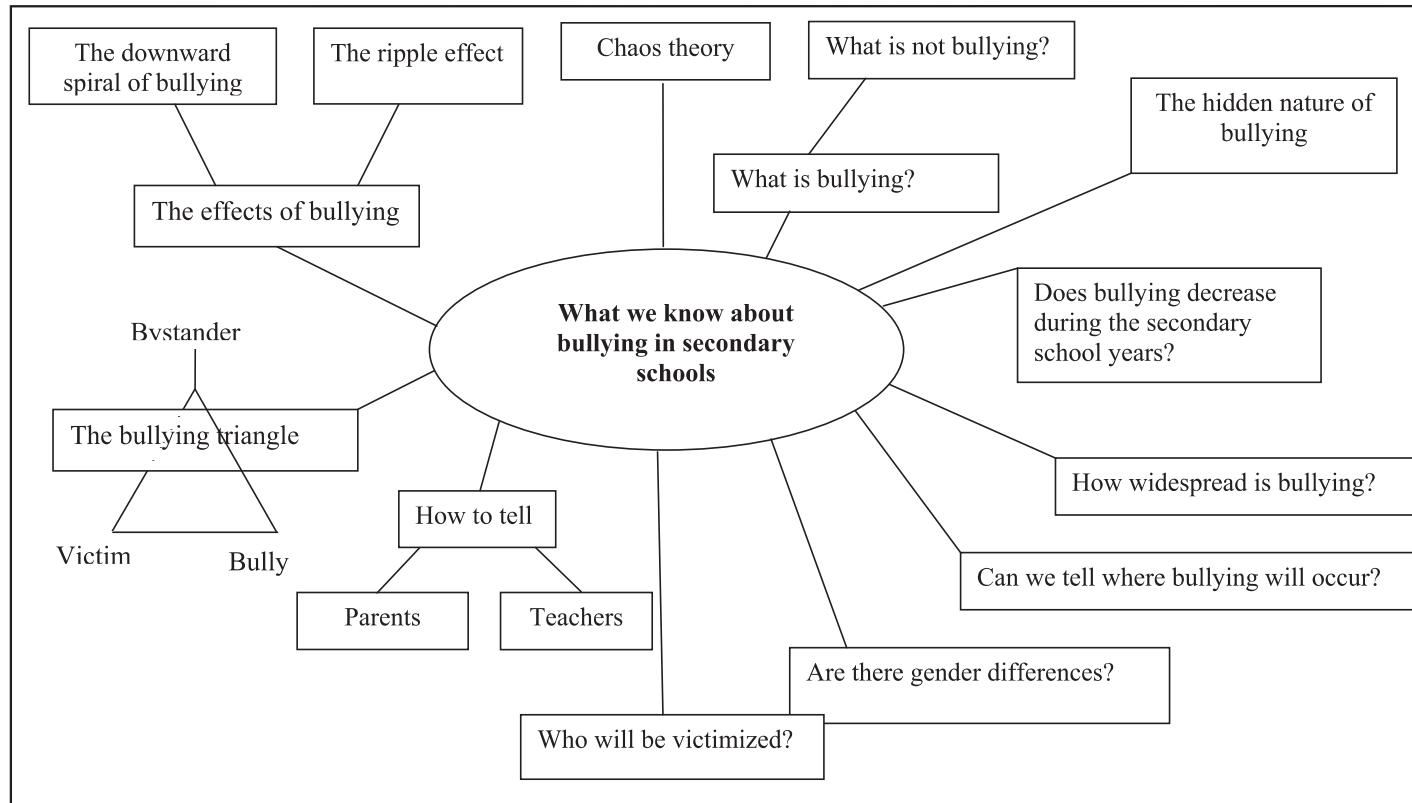 The downward
spiral of bullying
The ripple effect
Chaos theory
What is not bullying?
The hidden nature of
bullying
What is bullying?
The effects of bullying
Does bullying decrease
during the secondary
school years?
What we know about
bullying in secondary
schools
Bystander
The bullying triangle
Victim
Bully
How to tell
Parents
Teachers
How widespread is bullying?
Can we tell where bullying will occur?
Are there gender differences?
Who will be victimized?